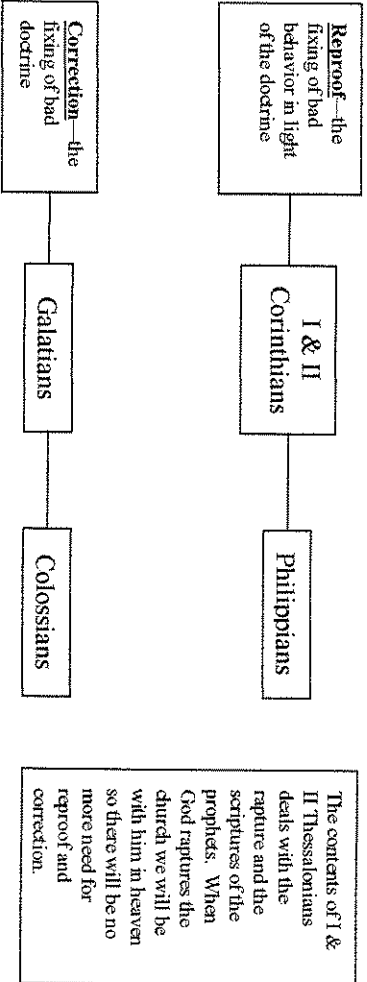 Reproof—the
fixing of bad
behavior in light
of the doctrine
I & II
Corinthians
Philippians
Correction—the
fixing of bad
doctrine
Galatians
Colossians
The contents of I &
II Thessalonians
deals with the
rapture and the
scriptures of the
prophets. When
God raptures the
church we will be
with him in heaven
so there will be no
more need for
reproof and
correction.